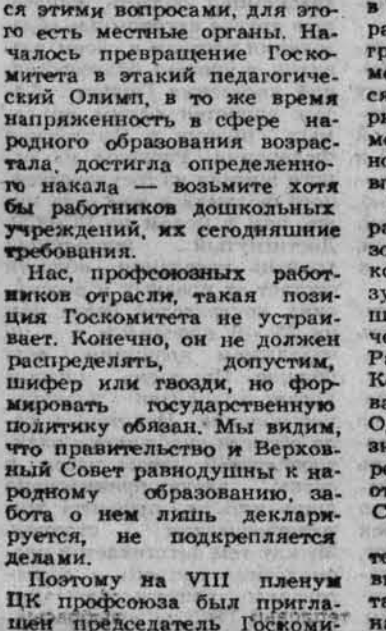 ся этими вопросами, для это-
го есть местные органы. На-
чалось превращение Госко-
митета в этакий педагогиче-
ский Олимп, в то же время
напряженность в сфере на-
родного образования возрас-
тала, достигла определенно-
го накала — возьмите хотя
бы работников дошкольных
учреждений, их сегодняшние
требования.
Нас, профсоюзных работ-
ников отрасли, такая пози-
ция Госкомитета не устраи-
вает. Конечно, он не должен
распределять, допустим,
шифер или гвозди, но фор-
мировать государственную
политику обязан. Мы видим,
что правительство и Верхов-
ный Совет равнодушны к на-
родному образованию, за-
бота о нем лишь деклари-
руется, не подкрепляется
делами.
Поэтому на VIII пленум
ЦК профсоюза был пригла-
шен председатель Госкоми-